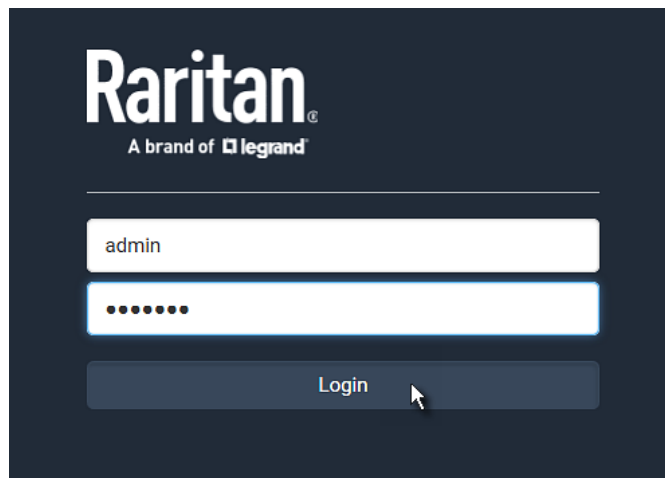 Raritan®
A brand of legrand®
admin
•••••••
Login